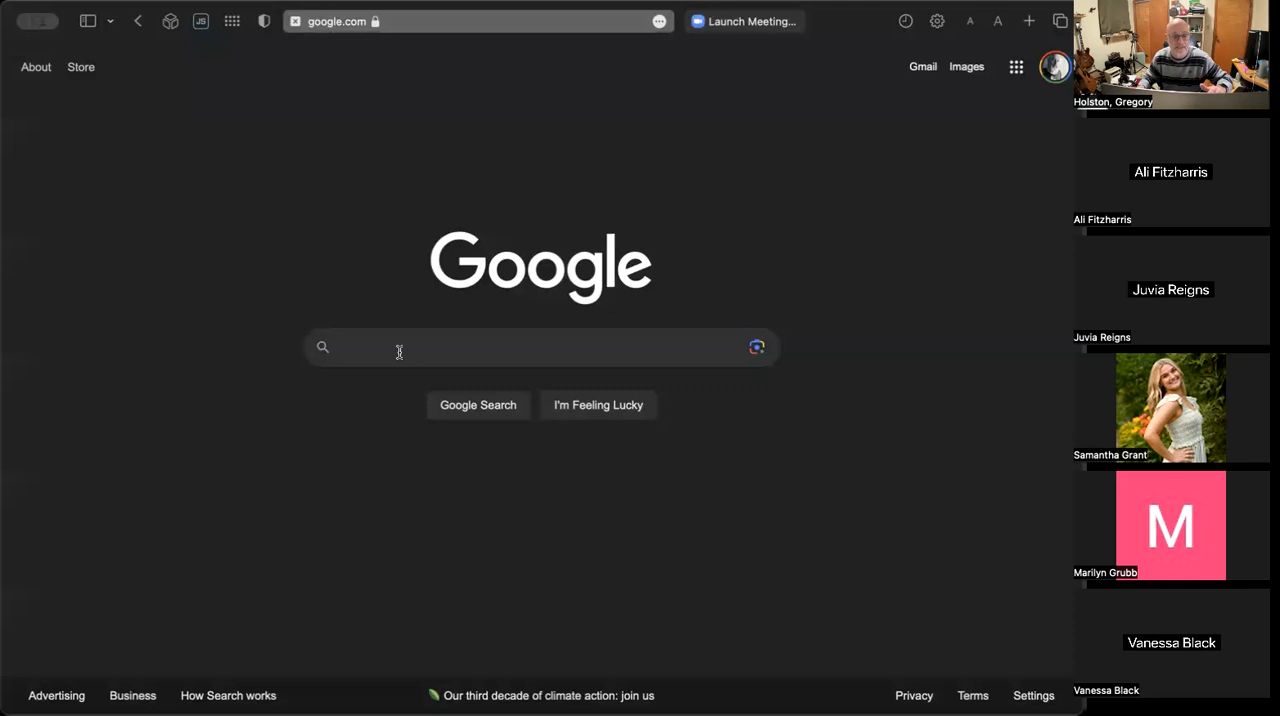 JS
google.com
Launch Meeting...
A A
About Store
Gmail Images
Google
Google Search
I'm Feeling Lucky
Advertising Business How Search works
Our third decade of climate action: join us
Privacy Terms Settings
Holston, Gregory
Ali Fitzharris
Ali Fitzharris
Juvia Reigns
Juvia Reigns
Samantha Grant
M
Marilyn Grubb
Vanessa Black
Vanessa Black